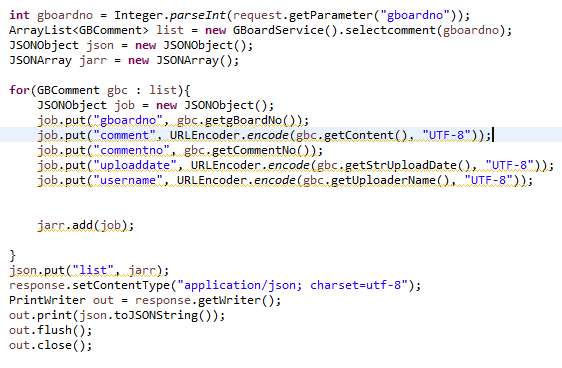 int gboardno = Integer.parseInt(request.getParameter("gboardno"));
ArrayList<GBComment> list = new GBoardService().selectcomment(gboardno);
JSONObject json = new JSONObject();
JSONArray jarr = new JSONArray();
for(GBComment gbc : list){
JSONObject job = new JSONObject();
job.put("gboardno", gbc.getgBoardNo());
job.put("comment", URLEncoder.encode(gbc.getContent(), "UTF-8"));
job.put("commentno", gbc.getCommentNo());
job.put("uploaddate", URLEncoder.encode(gbc.getStrUploadDate(), "UTF-8"));
job.put("username", URLEncoder.encode(gbc.getUploaderName(), "UTF-8"));
jarr.add(job);
}
json.put("list", jarr);
response.setContentType("application/json; charset=utf-8");
PrintWriter out = response.getWriter();
out.print(json.toJSONString());
out.flush();
out.close();